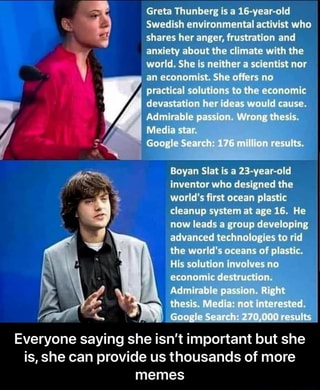 Greta Thunberg is a 16-year-old
Swedish environmental activist who
shares her anger, frustration and
anxiety about the climate with the
world. She is neither a scientist nor
an economist. She offers no
practical solutions to the economic
devastation her ideas would cause.
Admirable passion. Wrong thesis.
Media star.
Google Search: 176 million results.
Boyan Slat is a 23-year-old
inventor who designed the
world's first ocean plastic
cleanup system at age 16. He
now leads a group developing
advanced technologies to rid
the world's oceans of plastic.
His solution involves no
economic destruction.
Admirable passion. Right
thesis. Media: not interested.
Google Search: 270,000 results
Everyone saying she isn't important but she
is, she can provide us thousands of more
memes